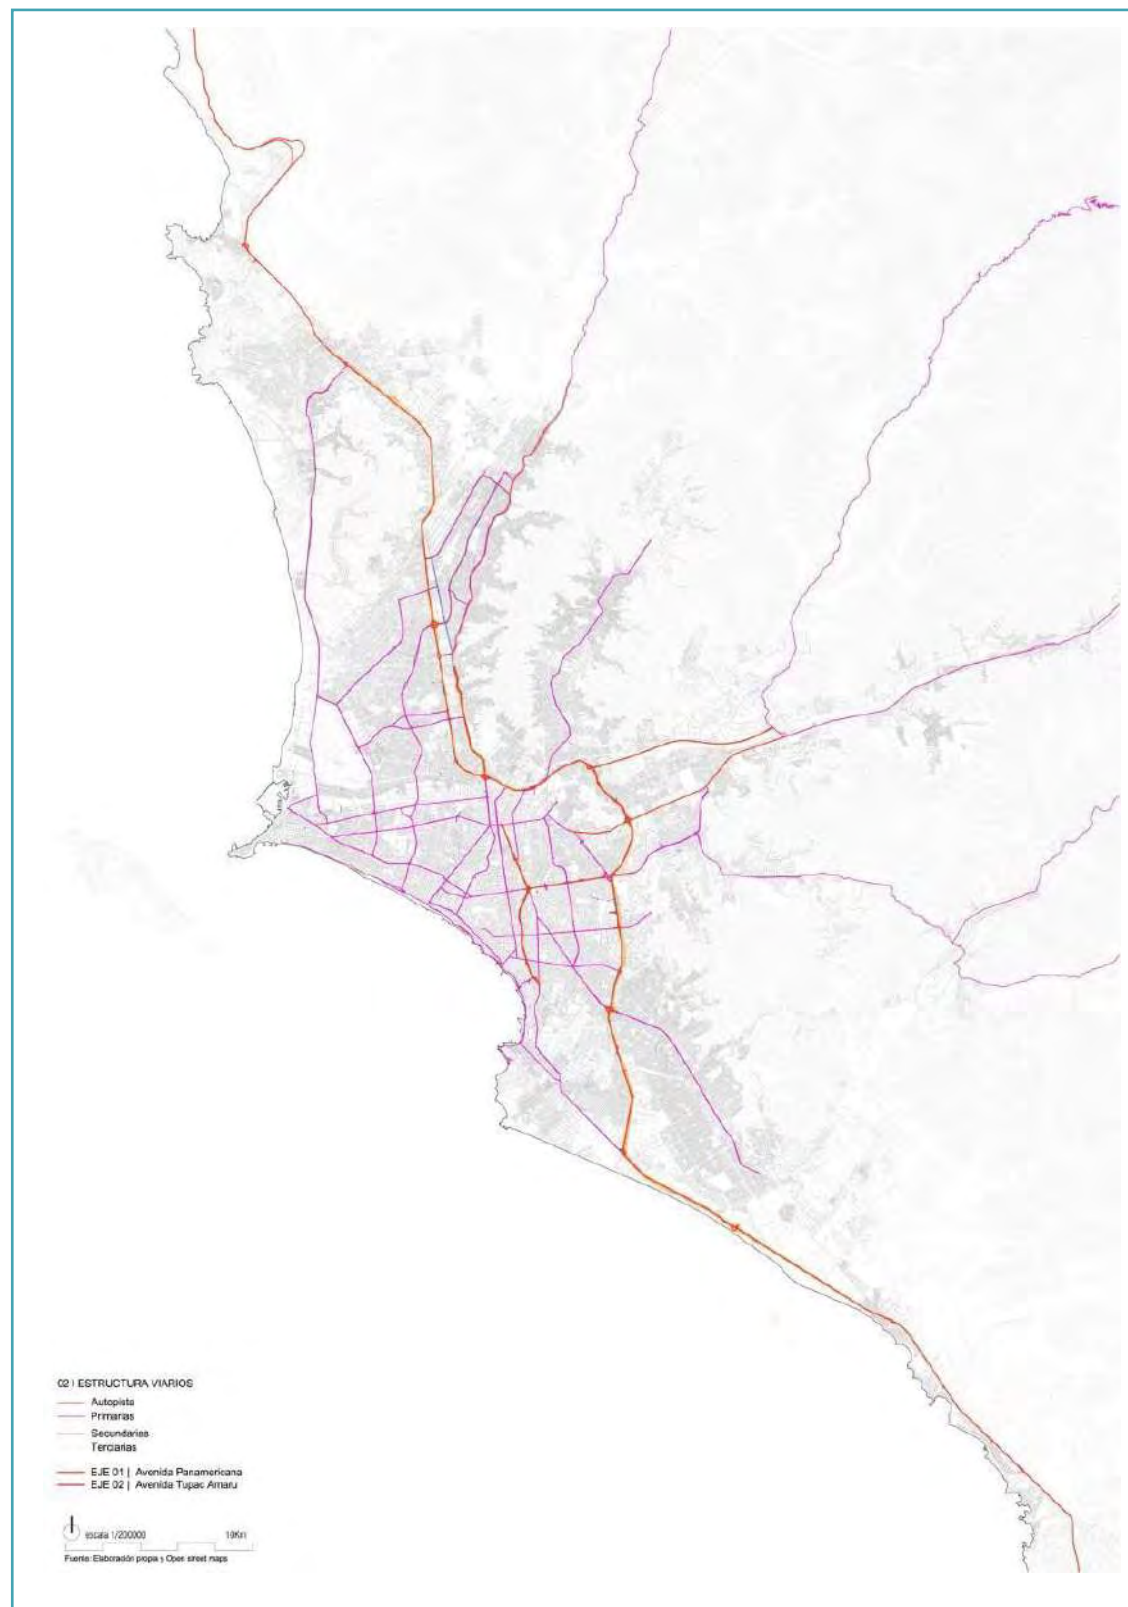 02 I ESTRUCTURA VIARIOS
Autopista
Primarias
Secundarias
Terciarias
EJE 01 | Avenida Panamericana
EJE 02 | Avenida Tupac Amaru
escala 1/200000 10Km
Fuente: Elaboración propia y Open street maps